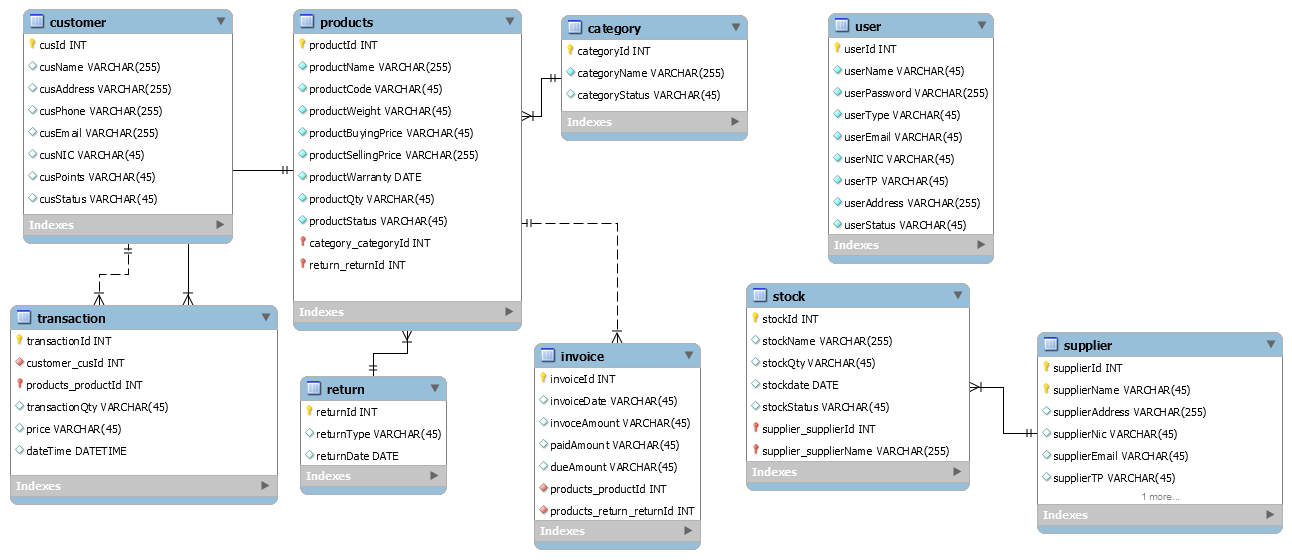 customer
cusId INT
cusName VARCHAR(255)
cusAddress VARCHAR(255)
cusPhone VARCHAR(255)
cusEmail VARCHAR(255)
cusNIC VARCHAR(45)
cusPoints VARCHAR(45)
cusStatus VARCHAR(45)
Indexes
products
productId INT
productName VARCHAR(255)
productCode VARCHAR(45)
productWeight VARCHAR(45)
productBuyingPrice VARCHAR(45)
productSellingPrice VARCHAR(255)
productWarranty DATE
productQty VARCHAR(45)
productStatus VARCHAR(45)
category_categoryId INT
return_returnId INT
Indexes
category
categoryId INT
categoryName VARCHAR(255)
categoryStatus VARCHAR(45)
Indexes
user
userId INT
userName VARCHAR(45)
userPassword VARCHAR(255)
userType VARCHAR(45)
userEmail VARCHAR(45)
userNIC VARCHAR(45)
userTP VARCHAR(45)
userAddress VARCHAR(255)
userStatus VARCHAR(45)
Indexes
transaction
transactionId INT
customer_cusId INT
products_productId INT
transactionQty VARCHAR(45)
price VARCHAR(45)
dateTime DATETIME
Indexes
return
returnId INT
returnType VARCHAR(45)
returnDate DATE
Indexes
invoice
invoiceId INT
invoiceDate VARCHAR(45)
invoceAmount VARCHAR(45)
paidAmount VARCHAR(45)
dueAmount VARCHAR(45)
products_productId INT
products_return_returnId INT
Indexes
stock
stockId INT
stockName VARCHAR(255)
stockQty VARCHAR(45)
stockdate DATE
stockStatus VARCHAR(45)
supplier_supplierId INT
supplier_supplierName VARCHAR(255)
Indexes
supplier
supplierId INT
supplierName VARCHAR(45)
supplierAddress VARCHAR(255)
supplierNic VARCHAR(45)
supplierEmail VARCHAR(45)
supplierTP VARCHAR(45)
1 more...
Indexes